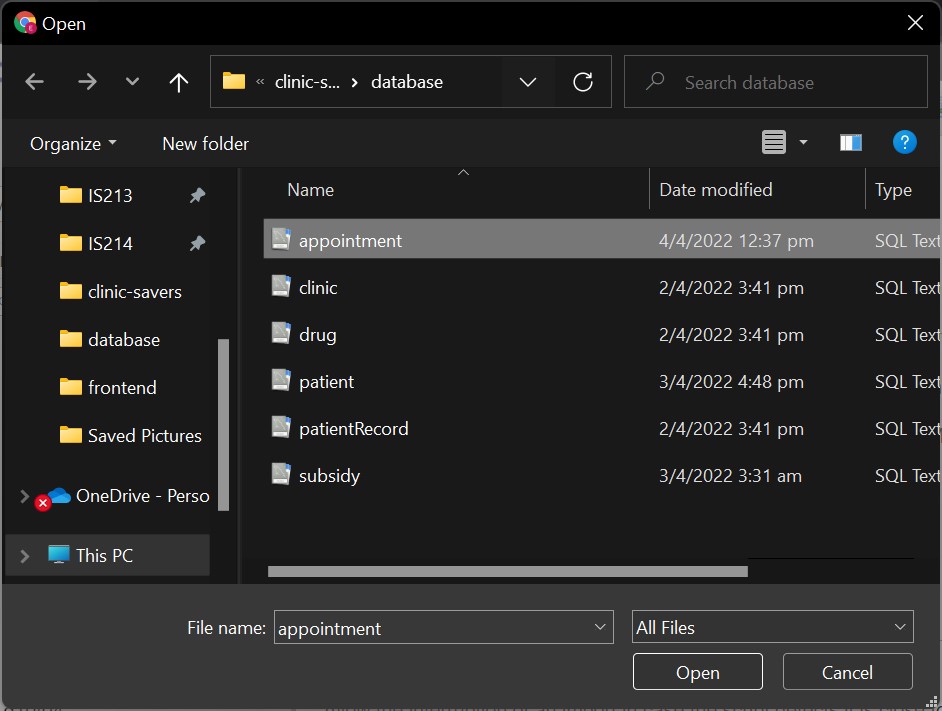 Open
« clinic-s... › database
Search database
Organize
New folder
?
Name
Date modified
Type
IS213
IS214
clinic-savers
database
frontend
Saved Pictures
OneDrive - Perso
This PC
appointment 4/4/2022 12:37 pm SQL Text
clinic 2/4/2022 3:41 pm SQL Text
drug 2/4/2022 3:41 pm SQL Text
patient 3/4/2022 4:48 pm SQL Text
patientRecord 2/4/2022 3:41 pm SQL Text
subsidy 3/4/2022 3:31 am SQL Text
File name: appointment
All Files
Open
Cancel